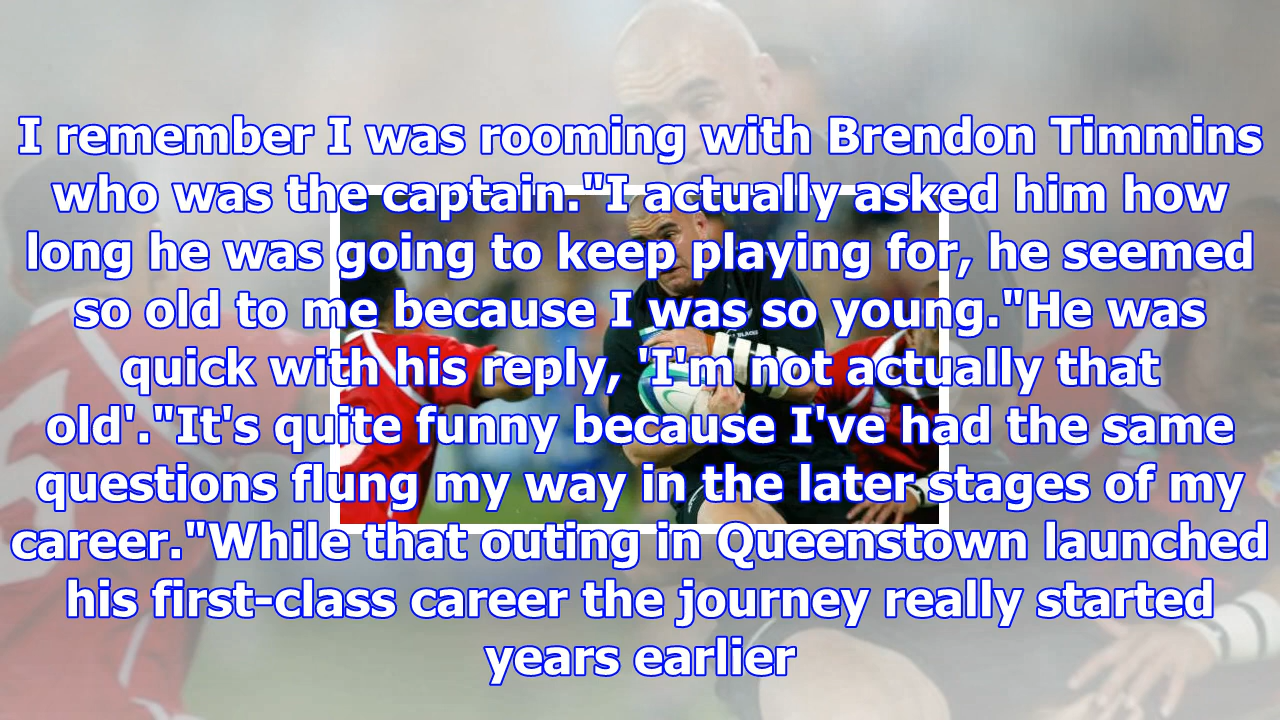 I remember I was rooming with Brendon Timmins
who was the captain."I actually asked him how
long he was going to keep playing for, he seemed
so old to me because I was so young."He was
quick with his reply, 'I'm not actually that
old'."It's quite funny because I've had the same
questions flung my way in the later stages of my
career."While that outing in Queenstown launched
his first-class career the journey really started
years earlier